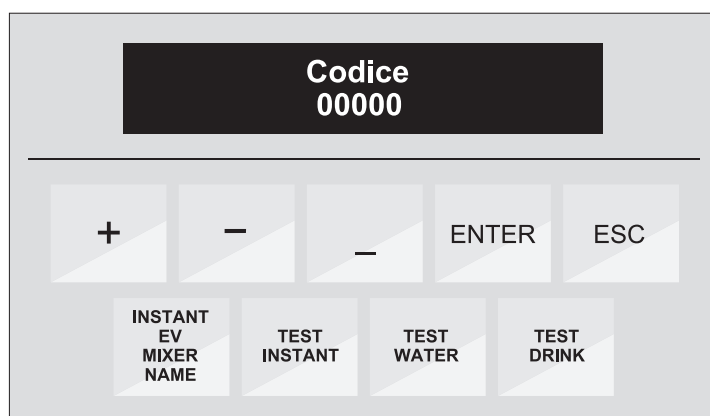 Codice
00000
+
-
_
ENTER
ESC
INSTANT
EV
MIXER
NAME
TEST
INSTANT
TEST
WATER
TEST
DRINK